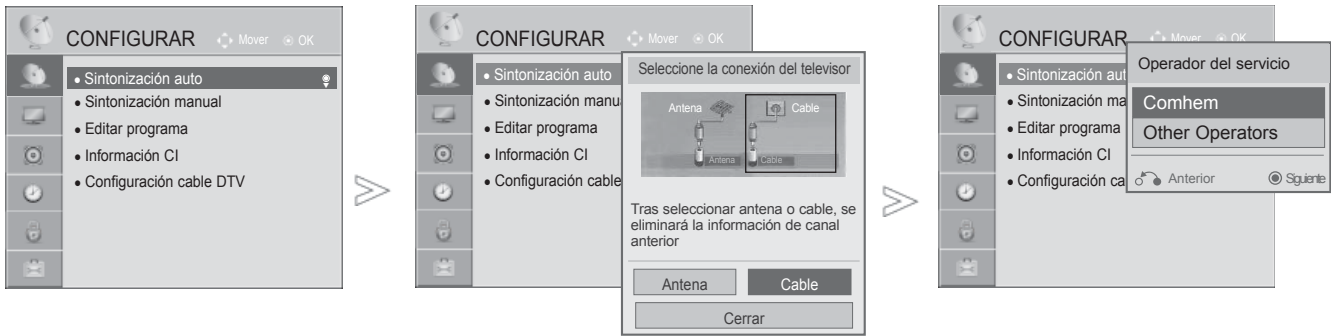 CONFIGURAR
Mover
OK
• Sintonización auto
• Sintonización manual
• Editar programa
• Información CI
• Configuración cable DTV
CONFIGURAR
Mover
OK
• Sintonización auto
• Sintonización manu
• Editar programa
• Información CI
• Configuración cable
Seleccione la conexión del televisor
Antena
Cable
Antena
Cable
Tras seleccionar antena o cable, se
eliminará la información de canal
anterior
Antena
Cable
Cerrar
CONFIGURAR
Mover
OK
• Sintonización aut
• Sintonización ma
• Editar programa
• Información CI
• Configuración ca
Operador del servicio
Comhem
Other Operators
Anterior
Siguiente